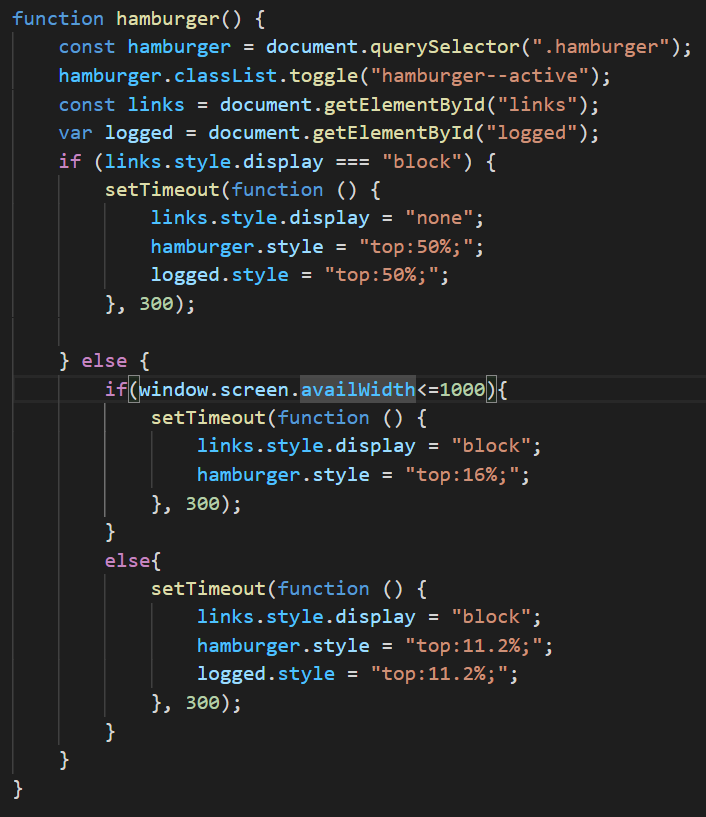 function hamburger() {
    const hamburger = document.querySelector(".hamburger");
    hamburger.classList.toggle("hamburger--active");
    const links = document.getElementById("links");
    var logged = document.getElementById("logged");
    if (links.style.display === "block") {
        setTimeout(function () {
            links.style.display = "none";
            hamburger.style = "top:50%;";
            logged.style = "top:50%;";
        }, 300);

    } else {
        if(window.screen.availWidth<=1000){
            setTimeout(function () {
                links.style.display = "block";
                hamburger.style = "top:16%;";
            }, 300);
        }
        else{
            setTimeout(function () {
                links.style.display = "block";
                hamburger.style = "top:11.2%;";
                logged.style = "top:11.2%;";
            }, 300);
        }
    }
}